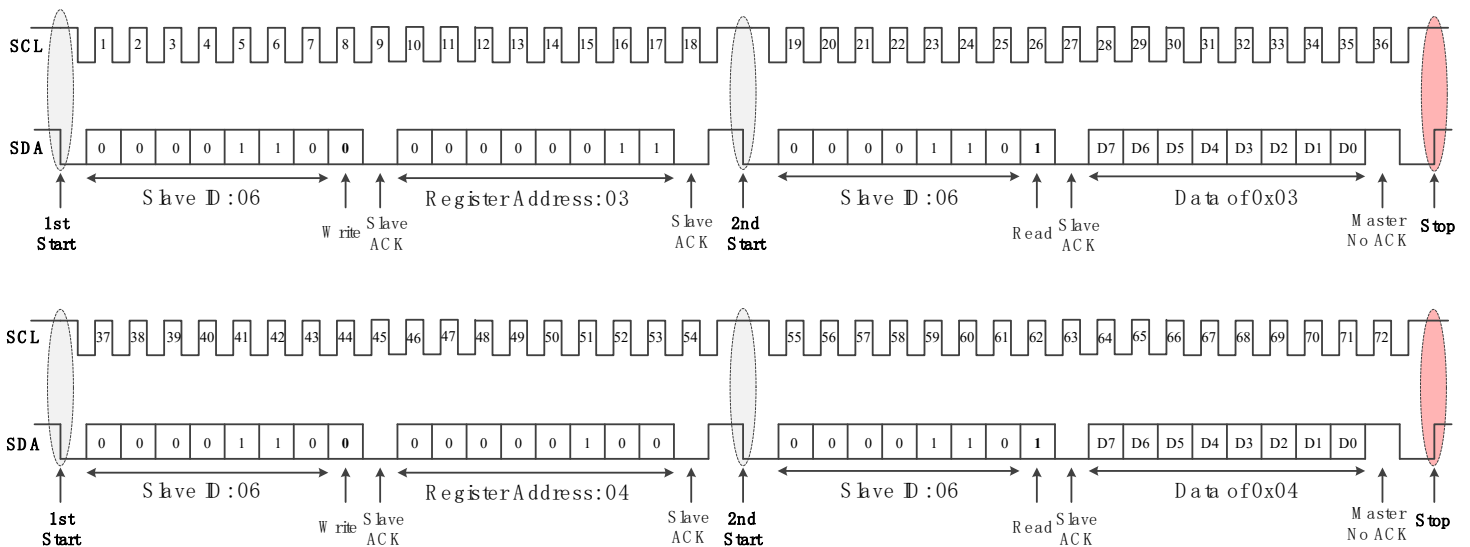 SCL 1 2 3 4 5 6 7 8 9 10 11 12 13 14 15 16 17 18 19 20 21 22 23 24 25 26 27 28 29 30 31 32 33 34 35 36
SDA 0 0 0 0 1 1 0 0 0 0 0 0 0 0 1 1 0 0 0 0 1 1 0 1 D7 D6 D5 D4 D3 D2 D1 D0
Slave ID: 06 Register Address: 03 Slave ID: 06 Data of 0x03
1st Start Write Slave ACK Slave ACK 2nd Start Read Slave ACK Master No ACK Stop
SCL 37 38 39 40 41 42 43 44 45 46 47 48 49 50 51 52 53 54 55 56 57 58 59 60 61 62 63 64 65 66 67 68 69 70 71 72
SDA 0 0 0 0 1 1 0 0 0 0 0 0 0 1 0 0 0 0 0 0 1 1 0 1 D7 D6 D5 D4 D3 D2 D1 D0
Slave ID: 06 Register Address: 04 Slave ID: 06 Data of 0x04
1st Start Write Slave ACK Slave ACK 2nd Start Read Slave ACK Master No ACK Stop